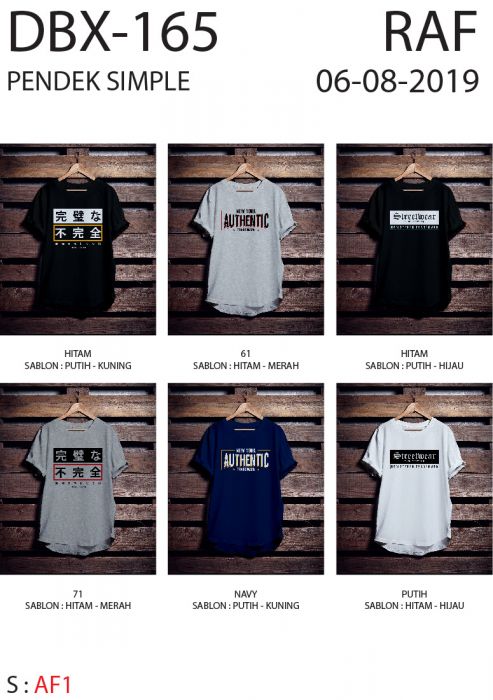 DBX-165
RAF
PENDEK SIMPLE
06-08-2019
完璧な
不完全
NEW YORK
AUTHENTIC
Streetwear
HITAM
SABLON : PUTIH - KUNING
61
SABLON : HITAM - MERAH
HITAM
SABLON : PUTIH - HIJAU
完璧な
不完全
NEW YORK
AUTHENTIC
Streetwear
71
SABLON : HITAM - MERAH
NAVY
SABLON : PUTIH - KUNING
PUTIH
SABLON : HITAM - HIJAU
S : AF1